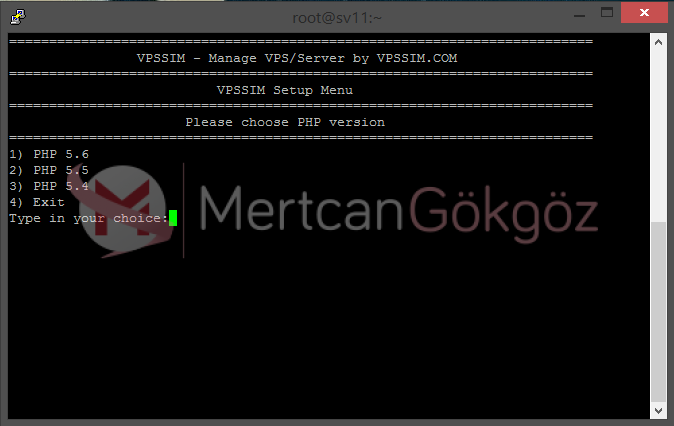 root@sv11:~
=========================================================================
VPSSIM - Manage VPS/Server by VPSSIM.COM
=========================================================================
VPSSIM Setup Menu
=========================================================================
Please choose PHP version
=========================================================================
1) PHP 5.6
2) PHP 5.5
3) PHP 5.4
4) Exit
Type in your choice:
MertcanGökgöz